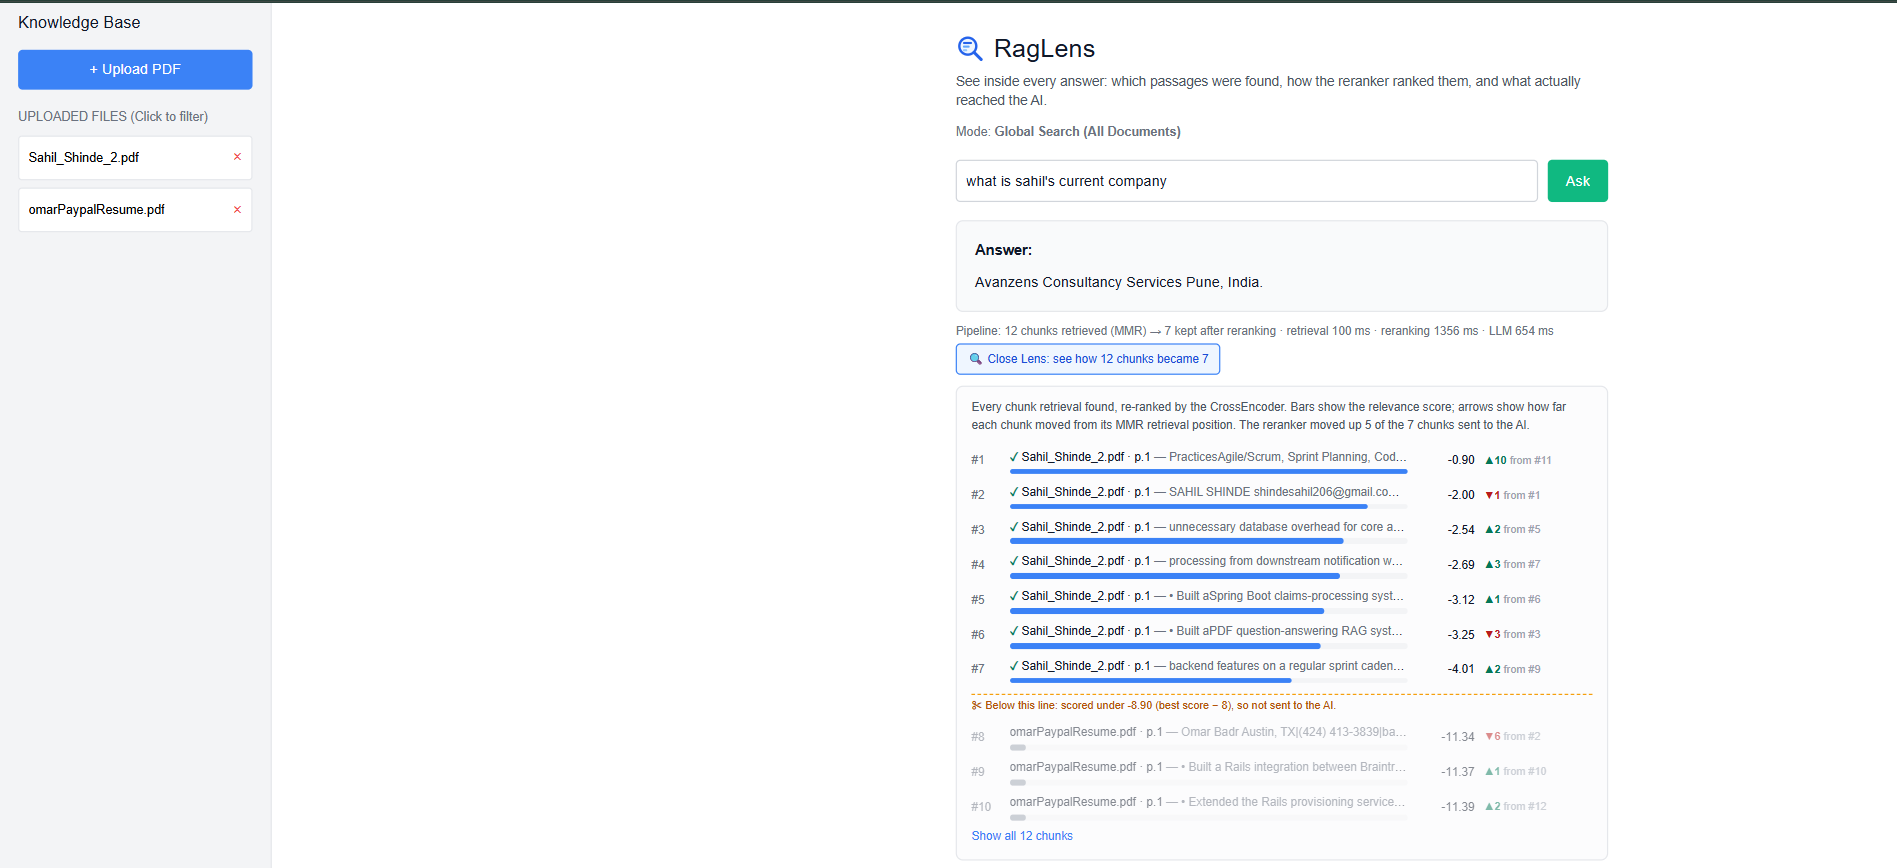 Knowledge Base
+ Upload PDF
UPLOADED FILES (Click to filter)
Sahil_Shinde_2.pdf ×
omarPaypalResume.pdf ×
RagLens
See inside every answer: which passages were found, how the reranker ranked them, and what actually
reached the AI.
Mode: Global Search (All Documents)
what is sahil's current company
Ask
Answer:
Avanzens Consultancy Services Pune, India.
Pipeline: 12 chunks retrieved (MMR) → 7 kept after reranking · retrieval 100 ms · reranking 1356 ms · LLM 654 ms
Close Lens: see how 12 chunks became 7
Every chunk retrieval found, re-ranked by the CrossEncoder. Bars show the relevance score; arrows show how far
each chunk moved from its MMR retrieval position. The reranker moved up 5 of the 7 chunks sent to the AI.
#1 ✓ Sahil_Shinde_2.pdf · p.1 — PracticesAgile/Scrum, Sprint Planning, Cod... -0.90 ▲10 from #11
#2 ✓ Sahil_Shinde_2.pdf · p.1 — SAHIL SHINDE shindesahil206@gmail.co... -2.00 ▼1 from #1
#3 ✓ Sahil_Shinde_2.pdf · p.1 — unnecessary database overhead for core a... -2.54 ▲2 from #5
#4 ✓ Sahil_Shinde_2.pdf · p.1 — processing from downstream notification w... -2.69 ▲3 from #7
#5 ✓ Sahil_Shinde_2.pdf · p.1 — • Built aSpring Boot claims-processing syst... -3.12 ▲1 from #6
#6 ✓ Sahil_Shinde_2.pdf · p.1 — • Built aPDF question-answering RAG syst... -3.25 ▼3 from #3
#7 ✓ Sahil_Shinde_2.pdf · p.1 — backend features on a regular sprint caden... -4.01 ▲2 from #9
✂ Below this line: scored under -8.90 (best score − 8), so not sent to the AI.
#8 omarPaypalResume.pdf · p.1 — Omar Badr Austin, TX|(424) 413-3839|ba... -11.34 ▼6 from #2
#9 omarPaypalResume.pdf · p.1 — • Built a Rails integration between Braintr... -11.37 ▲1 from #10
#10 omarPaypalResume.pdf · p.1 — • Extended the Rails provisioning service... -11.39 ▲2 from #12
Show all 12 chunks